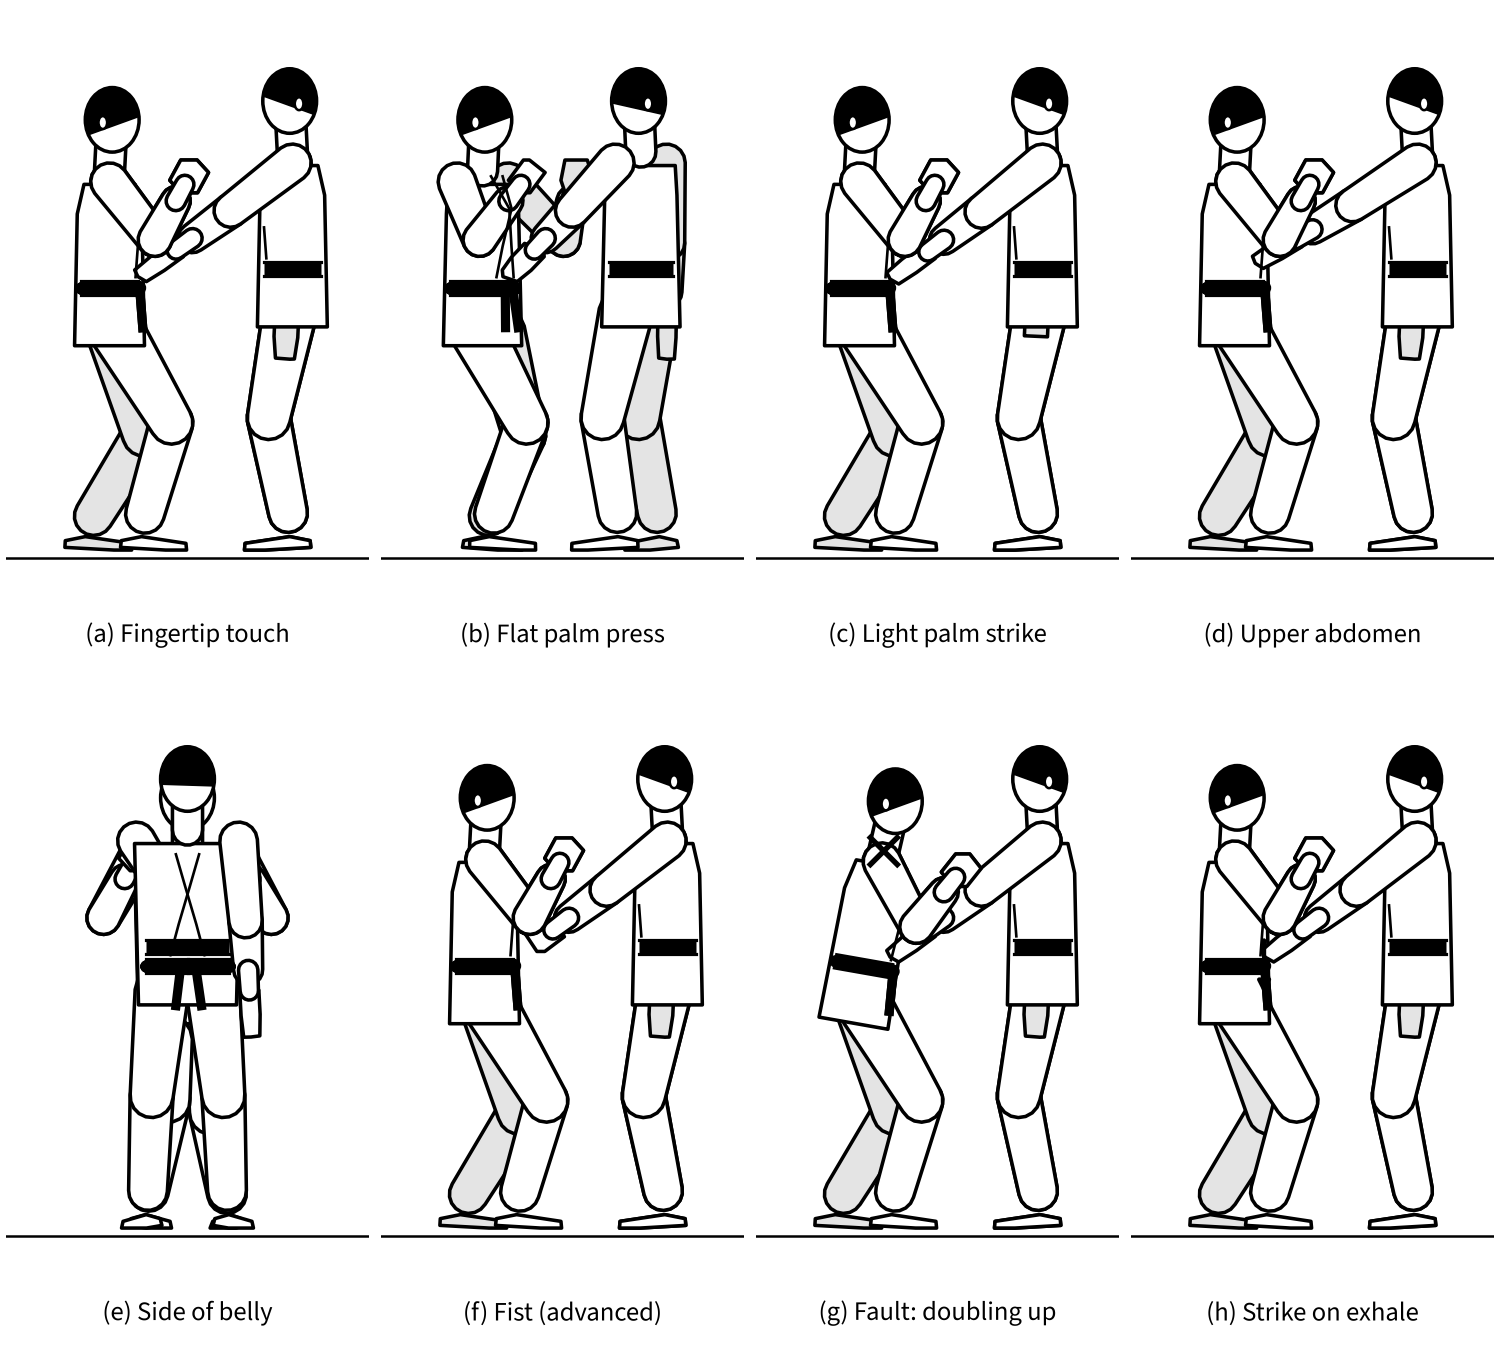 (a) Fingertip touch
(b) Flat palm press
(c) Light palm strike
(d) Upper abdomen
(e) Side of belly
(f) Fist (advanced)
(g) Fault: doubling up
(h) Strike on exhale